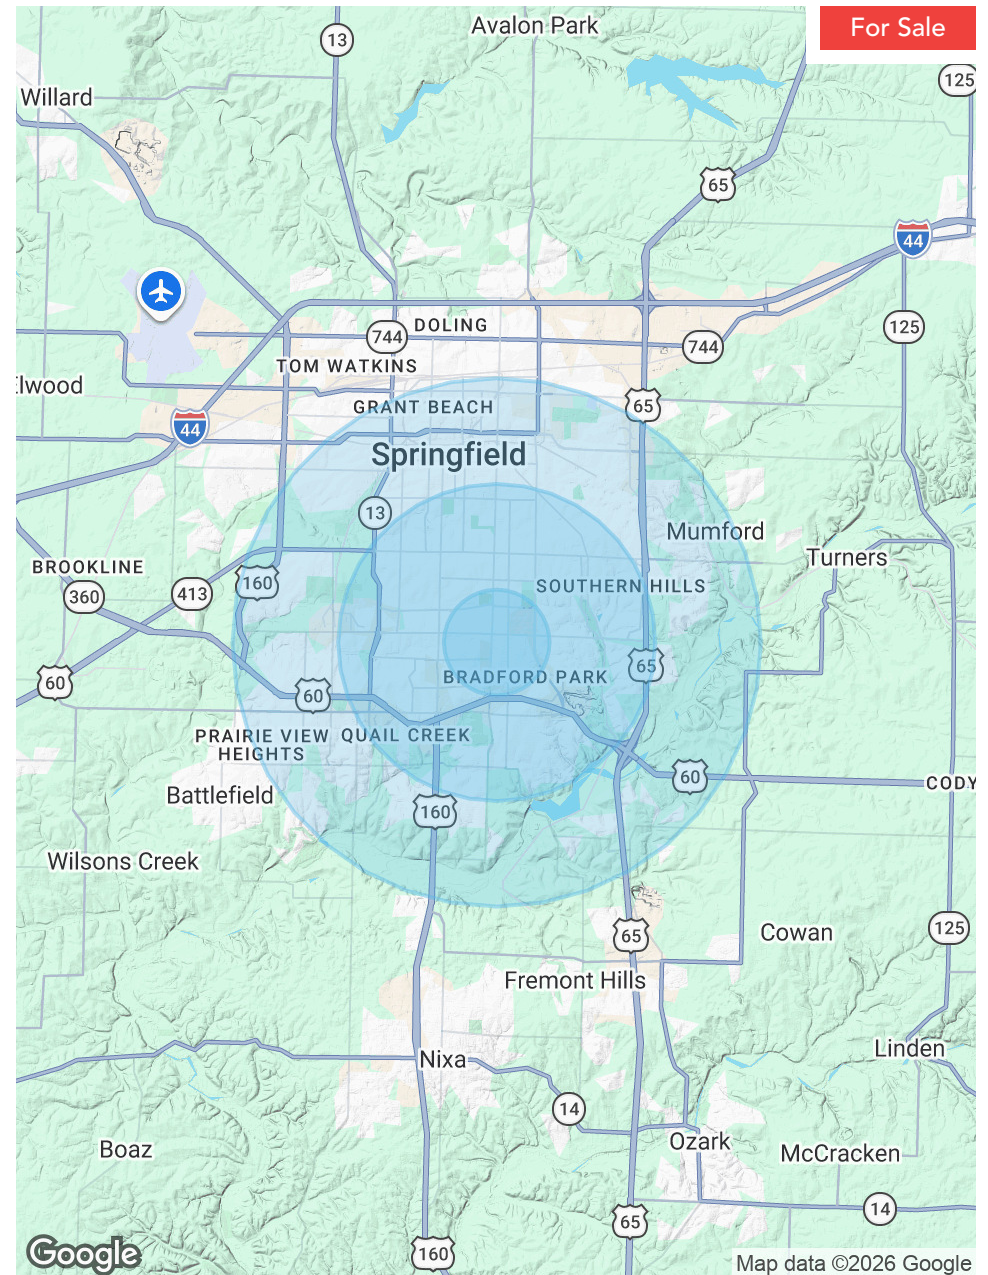 Avalon Park
For Sale
13
125
Willard
65
44
125
DOLING
744
744
TOM WATKINS
Elwood
GRANT BEACH
65
44
Springfield
13
Mumford
Turners
BROOKLINE
160
SOUTHERN HILLS
413
360
65
BRADFORD PARK
60
60
PRAIRIE VIEW
HEIGHTS
QUAIL CREEK
60
CODY
Battlefield
160
Wilsons Creek
125
Cowan
65
Fremont Hills
Linden
Nixa
14
Ozark
Boaz
McCracken
14
65
160
Google
Map data ©2026 Google